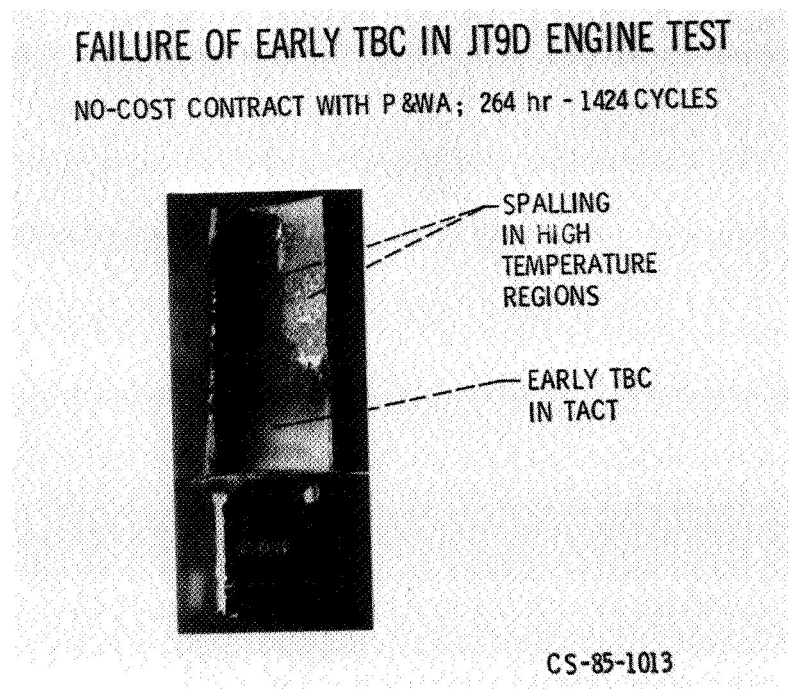 FAILURE OF EARLY TBC IN JT9D ENGINE TEST
NO-COST CONTRACT WITH P&WA; 264 hr - 1424 CYCLES
SPALLING
IN HIGH
TEMPERATURE
REGIONS
EARLY TBC
IN TACT
CS-85-1013